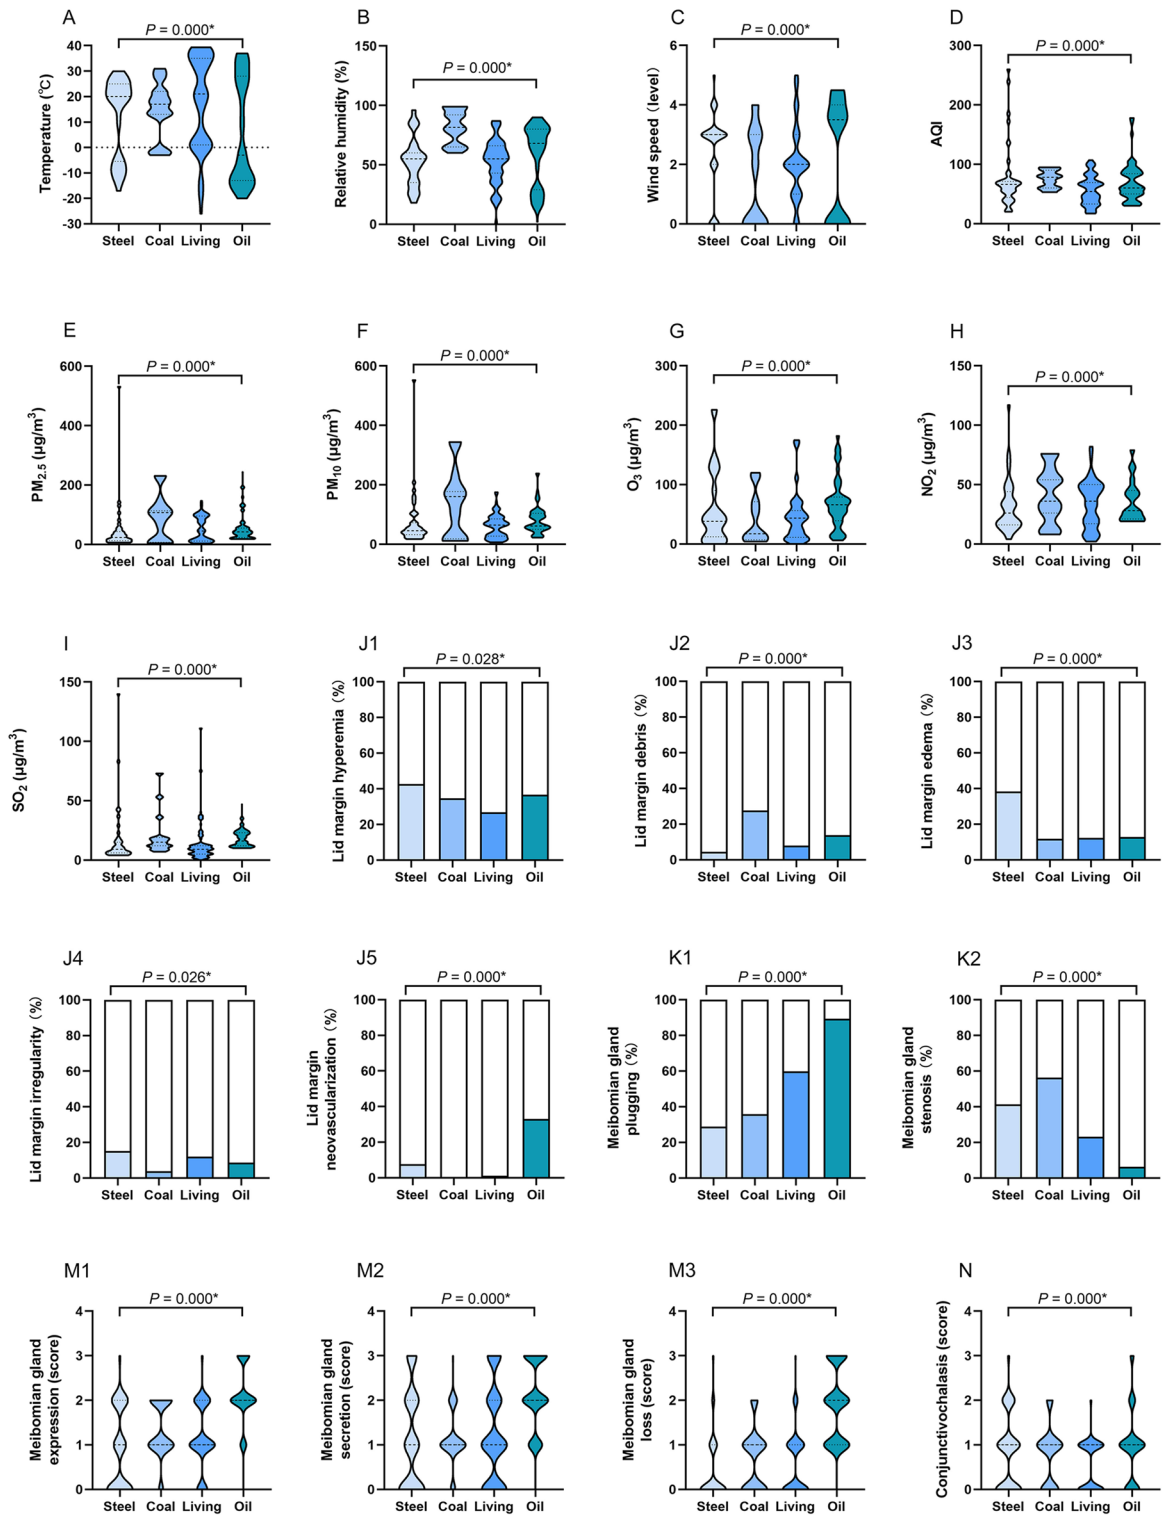 A
P = 0.000*
Temperature (℃)
40
30
20
10
0
-10
-20
-30
Steel Coal Living Oil
B
P = 0.000*
Relative humidity (%)
150
100
50
0
Steel Coal Living Oil
C
P = 0.000*
Wind speed（level）
6
4
2
0
Steel Coal Living Oil
D
P = 0.000*
AQI
300
200
100
0
Steel Coal Living Oil
E
P = 0.000*
PM2.5 (μg/m3)
600
400
200
0
Steel Coal Living Oil
F
P = 0.000*
PM10 (μg/m3)
600
400
200
0
Steel Coal Living Oil
G
P = 0.000*
O3 (μg/m3)
300
200
100
0
Steel Coal Living Oil
H
P = 0.000*
NO2 (μg/m3)
150
100
50
0
Steel Coal Living Oil
I
P = 0.000*
SO2 (μg/m3)
150
100
50
0
Steel Coal Living Oil
J1
P = 0.028*
Lid margin hyperemia（%）
100
80
60
40
20
0
Steel Coal Living Oil
J2
P = 0.000*
Lid margin debris（%）
100
80
60
40
20
0
Steel Coal Living Oil
J3
P = 0.000*
Lid margin edema（%）
100
80
60
40
20
0
Steel Coal Living Oil
J4
P = 0.026*
Lid margin irregularity（%）
100
80
60
40
20
0
Steel Coal Living Oil
J5
P = 0.000*
Lid margin
neovascularization（%）
100
80
60
40
20
0
Steel Coal Living Oil
K1
P = 0.000*
Meibomian gland
plugging（%）
100
80
60
40
20
0
Steel Coal Living Oil
K2
P = 0.000*
Meibomian gland
stenosis（%）
100
80
60
40
20
0
Steel Coal Living Oil
M1
P = 0.000*
Meibomian gland
expression (score)
4
3
2
1
0
Steel Coal Living Oil
M2
P = 0.000*
Meibomian gland
secretion (score)
4
3
2
1
0
Steel Coal Living Oil
M3
P = 0.000*
Meibomian gland
loss (score)
4
3
2
1
0
Steel Coal Living Oil
N
P = 0.000*
Conjunctivochalasis (score)
4
3
2
1
0
Steel Coal Living Oil